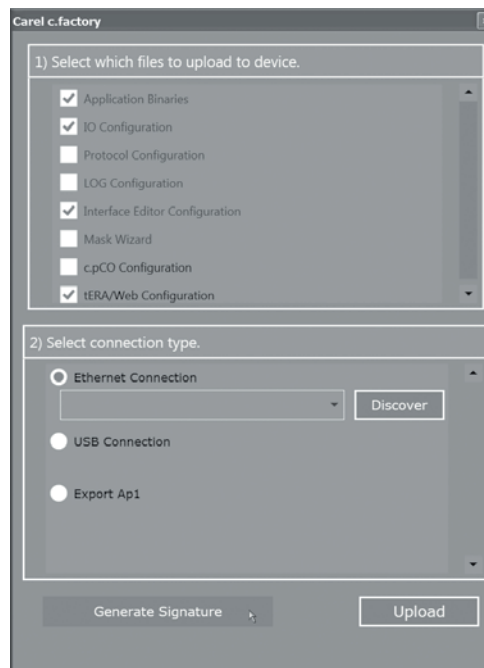 Carel c.factory
1) Select which files to upload to device.
Application Binaries
IO Configuration
Protocol Configuration
LOG Configuration
Interface Editor Configuration
Mask Wizard
c.pCO Configuration
tERA/Web Configuration
2) Select connection type.
Ethernet Connection
Discover
USB Connection
Export Ap1
Generate Signature
Upload